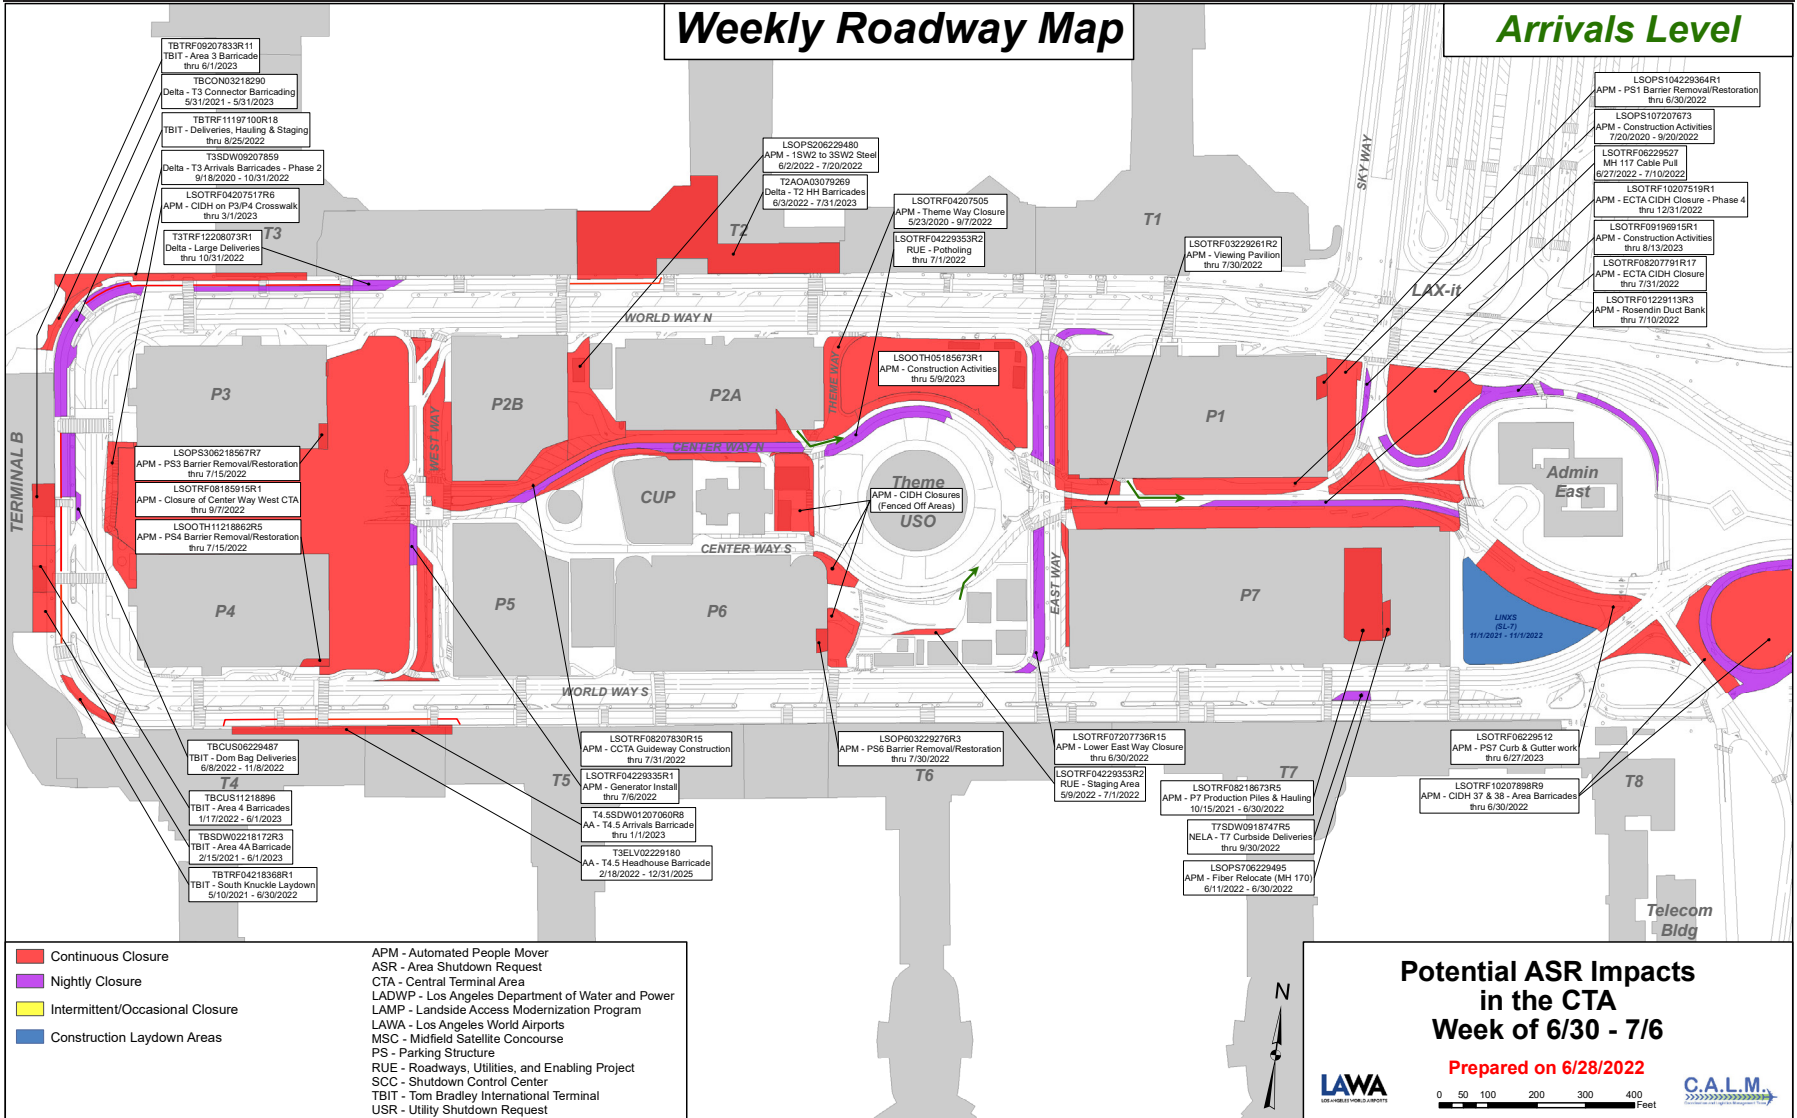 Weekly Roadway Map
Arrivals Level
TBTRF09207833R11
TBIT - Area 3 Barricade
thru 6/1/2023
TBCON03218290
Delta - T3 Connector Barricading
5/31/2021 - 5/31/2023
TBTRF11197100R18
TBIT - Deliveries, Hauling & Staging
thru 8/25/2022
T3SDW09207859
Delta - T3 Arrivals Barricades - Phase 2
9/18/2020 - 10/31/2022
LSOTRF04207517R6
APM - CIDH on P3/P4 Crosswalk
thru 3/1/2023
T3TRF12208073R1
Delta - Large Deliveries
thru 10/31/2022
LSOPS206229480
APM - 1SW2 to 3SW2 Steel
6/2/2022 - 7/20/2022
T2AOA03079269
Delta - T2 HH Barricades
6/3/2022 - 7/31/2023
LSOTRF04207505
APM - Theme Way Closure
5/23/2020 - 9/7/2022
LSOTRF04229353R2
RUE - Potholing
thru 7/1/2022
LSOTRF03229261R2
APM - Viewing Pavilion
thru 7/30/2022
LSOPS104229364R1
APM - PS1 Barrier Removal/Restoration
thru 6/30/2022
LSOPS107207673
APM - Construction Activities
7/20/2020 - 9/20/2022
LSOTRF06229527
MH 117 Cable Pull
6/27/2022 - 7/10/2022
LSOTRF10207519R1
APM - ECTA CIDH Closure - Phase 4
thru 12/31/2022
LSOTRF09196915R1
APM - Construction Activities
thru 8/13/2023
LSOTRF08207791R17
APM - ECTA CIDH Closure
thru 7/31/2022
LSOTRF01229113R3
APM - Rosendin Duct Bank
thru 7/10/2022
T3
T2
T1
SKY WAY
LAX-it
WORLD WAY N
P3
P2B
P2A
THEME WAY
LSOOTH05185673R1
APM - Construction Activities
thru 5/9/2023
P1
WEST WAY
CENTER WAY N
LSOPS306218567R7
APM - PS3 Barrier Removal/Restoration
thru 7/15/2022
LSOTRF08185915R1
APM - Closure of Center Way West CTA
9/7/2022
LSOOTH11218862R5
APM - PS4 Barrier Removal/Restoration
thru 7/15/2022
TERMINAL B
CUP
Theme
USO
APM - CIDH Closures
(Fenced Off Areas)
Admin
East
CENTER WAY S
EAST WAY
P4
P5
P6
P7
LINXS
(SL-7)
11/1/2021 - 11/1/2022
WORLD WAY S
TBCUS06229487
TBIT - Dom Bag Deliveries
6/8/2022 - 11/8/2022
T4
TBCUS11218896
TBIT - Area 4 Barricades
1/17/2022 - 6/1/2023
TBSDW02218172R3
TBIT - Area 4A Barricade
2/15/2021 - 6/1/2023
TBTRF04218368R1
TBIT - South Knuckle Laydown
5/10/2021 - 6/30/2022
T5
LSOTRF08207830R15
APM - CCTA Guideway Construction
thru 7/31/2022
LSOTRF04229335R1
APM - Generator Install
thru 7/6/2022
T4.5SDW01207060R8
AA - T4.5 Arrivals Barricade
thru 1/1/2023
T3ELV02229180
AA - T4.5 Headhouse Barricade
2/18/2022 - 12/31/2025
LSOP603229276R3
APM - PS6 Barrier Removal/Restoration
thru 7/30/2022
T6
LSOTRF07207736R15
APM - Lower East Way Closure
thru 6/30/2022
LSOTRF04229353R2
RUE - Staging Area
5/9/2022 - 7/1/2022
T7
LSOTRF08218673R5
APM - P7 Production Piles & Hauling
10/15/2021 - 6/30/2022
T7SDW0918747R5
NELA - T7 Curbside Deliveries
thru 9/30/2022
LSOPS706229495
APM - Fiber Relocate (MH 170)
6/11/2022 - 6/30/2022
LSOTRF06229512
APM - PS7 Curb & Gutter work
thru 6/27/2023
LSOTRF10207898R9
APM - CIDH 37 & 38 - Area Barricades
thru 6/30/2022
T8
Telecom
Bldg
Continuous Closure
Nightly Closure
Intermittent/Occasional Closure
Construction Laydown Areas
APM - Automated People Mover
ASR - Area Shutdown Request
CTA - Central Terminal Area
LADWP - Los Angeles Department of Water and Power
LAMP - Landside Access Modernization Program
LAWA - Los Angeles World Airports
MSC - Midfield Satellite Concourse
PS - Parking Structure
RUE - Roadways, Utilities, and Enabling Project
SCC - Shutdown Control Center
TBIT - Tom Bradley International Terminal
USR - Utility Shutdown Request
N
Potential ASR Impacts
in the CTA
Week of 6/30 - 7/6
Prepared on 6/28/2022
LAWA
LOS ANGELES WORLD AIRPORTS
0 50 100 200 300 400
Feet
C.A.L.M.